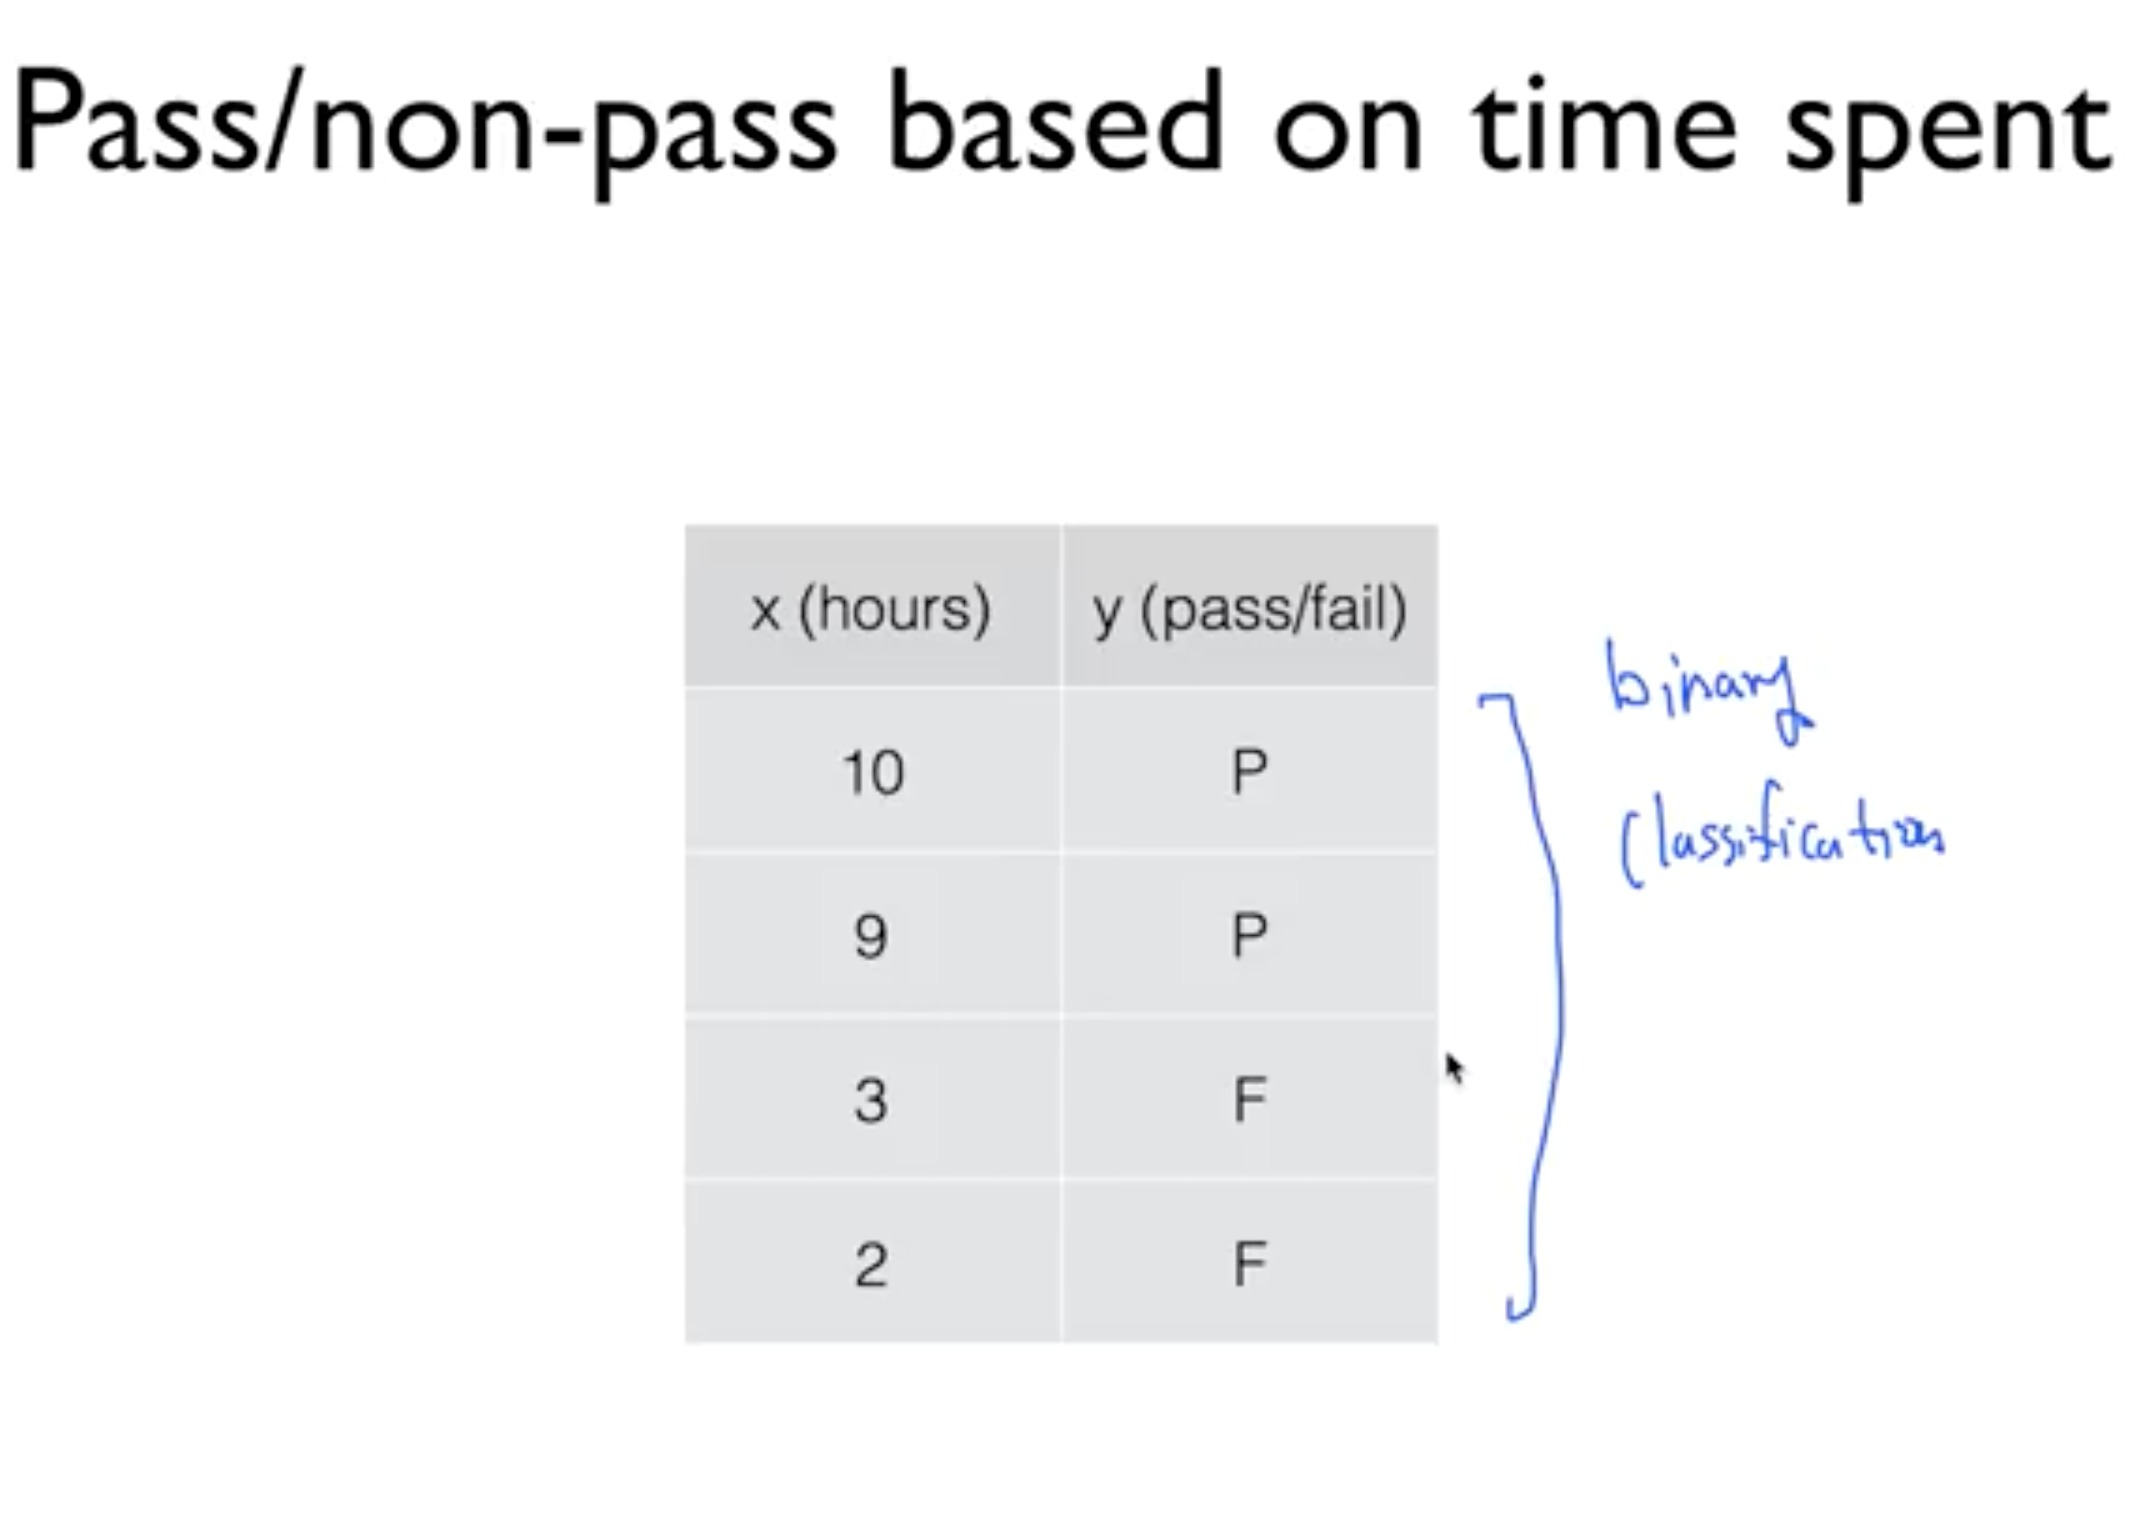 Pass/non-pass based on time spent
x (hours) y (pass/fail)
10 P
9 P
3 F
2 F
binary
classification